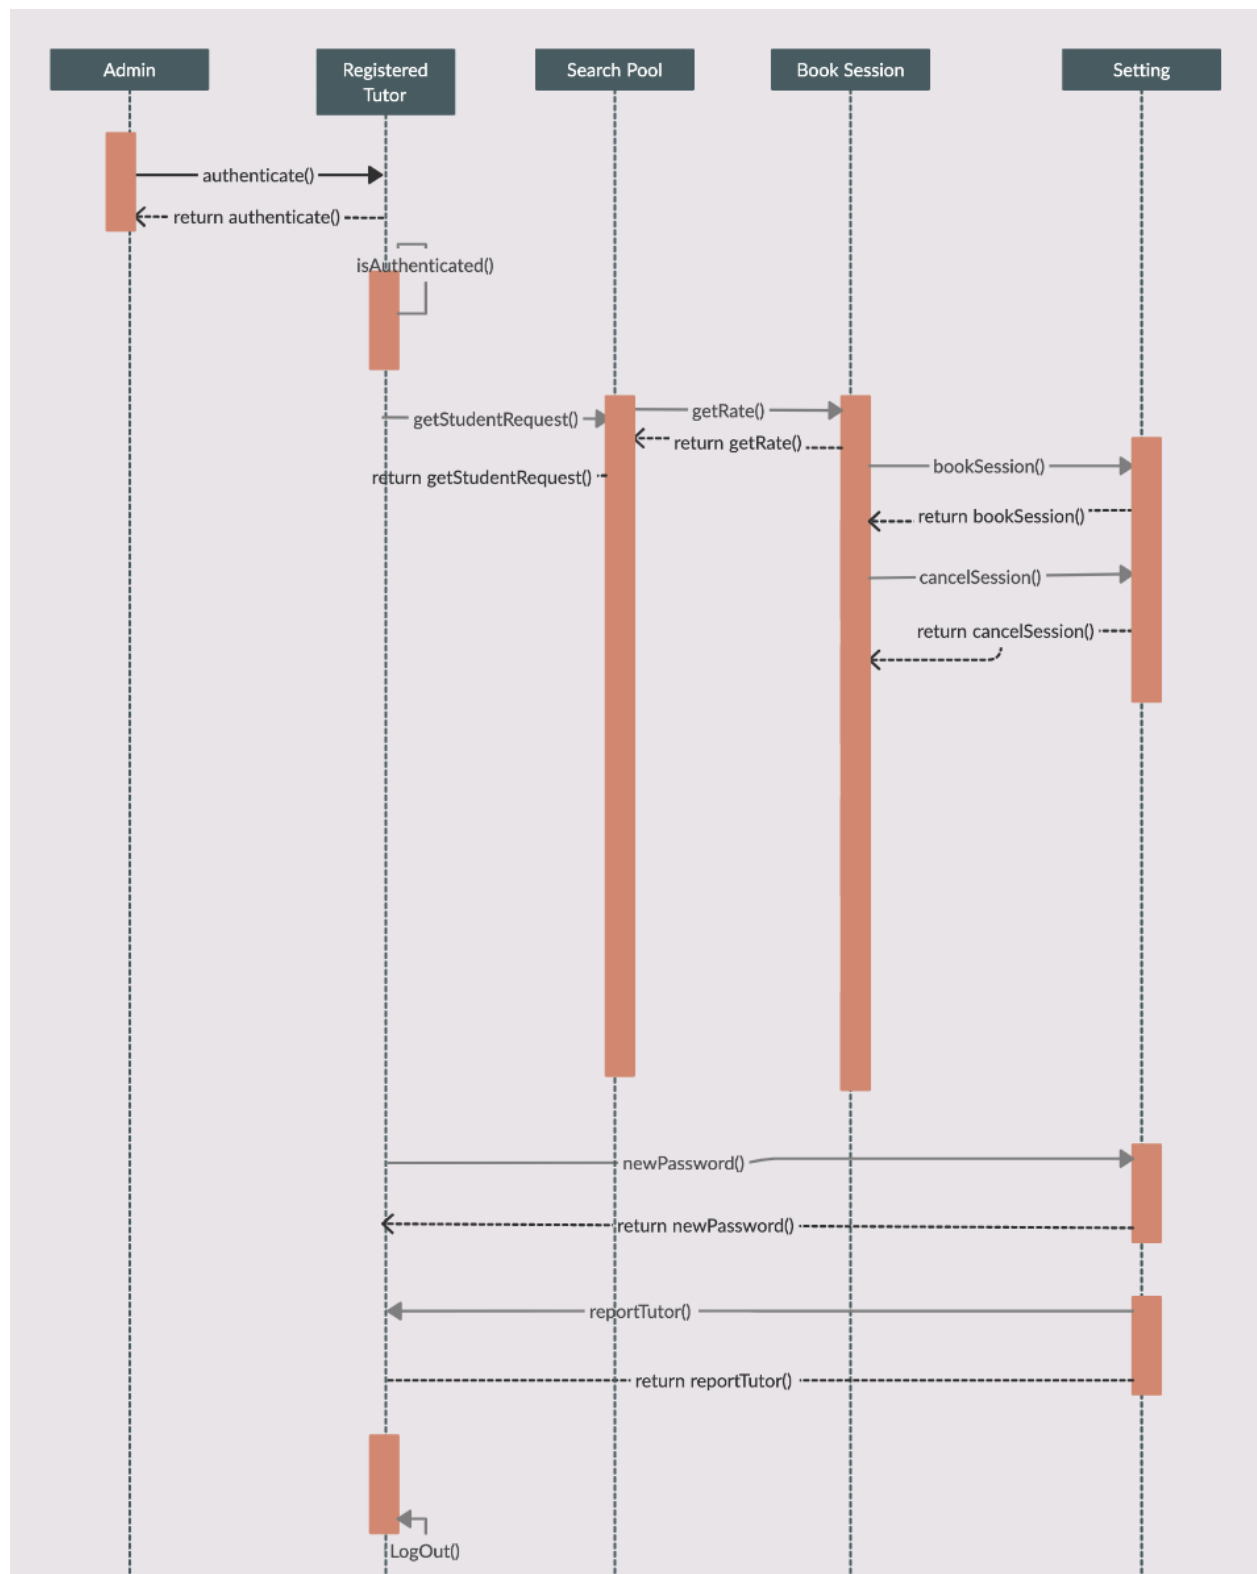 Admin
Registered
Tutor
Search Pool
Book Session
Setting
authenticate()
return authenticate()
isAuthenticated()
getStudentRequest()
getRate()
return getRate()
return getStudentRequest()
bookSession()
return bookSession()
cancelSession()
return cancelSession()
newPassword()
return newPassword()
reportTutor()
return reportTutor()
LogOut()